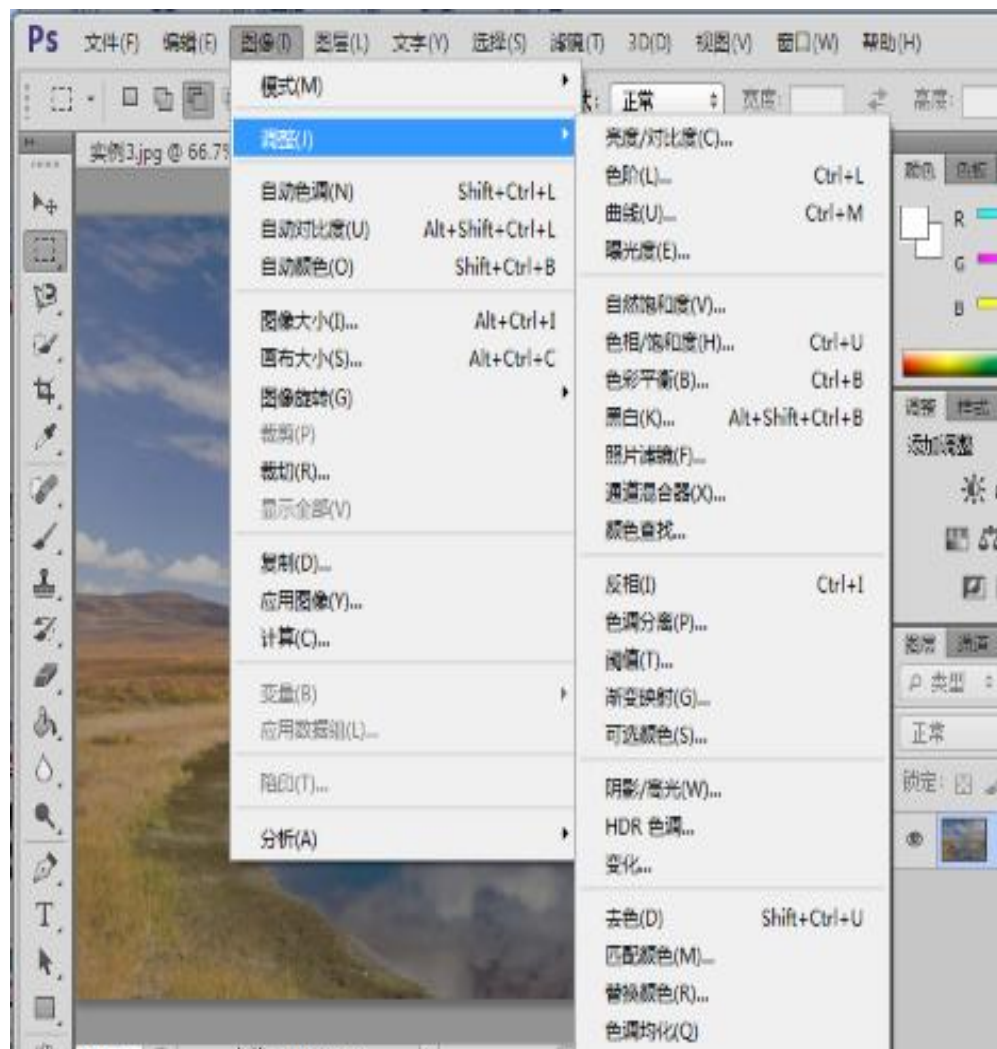 Ps 文件(F) 编辑(E) 图像(I) 图层(L) 文字(Y) 选择(S) 滤镜(T) 3D(D) 视图(V) 窗口(W) 帮助(H)
正常 宽度: 高度:
实例3.jpg @ 66.7%
模式(M)
调整(J)
自动色调(N) Shift+Ctrl+L
自动对比度(U) Alt+Shift+Ctrl+L
自动颜色(O) Shift+Ctrl+B
图像大小(I)... Alt+Ctrl+I
画布大小(S)... Alt+Ctrl+C
图像旋转(G)
裁剪(P)
裁切(R)...
显示全部(V)
复制(D)...
应用图像(Y)...
计算(C)...
变量(B)
应用数据组(L)...
陷印(T)...
分析(A)
亮度/对比度(C)...
色阶(L)... Ctrl+L
曲线(U)... Ctrl+M
曝光度(E)...
自然饱和度(V)...
色相/饱和度(H)... Ctrl+U
色彩平衡(B)... Ctrl+B
黑白(K)... Alt+Shift+Ctrl+B
照片滤镜(F)...
通道混合器(X)...
颜色查找...
反相(I) Ctrl+I
色调分离(P)...
阈值(T)...
渐变映射(G)...
可选颜色(S)...
阴影/高光(W)...
HDR 色调...
变化...
去色(D) Shift+Ctrl+U
匹配颜色(M)...
替换颜色(R)...
色调均化(Q)
颜色 色板
R
G
B
调整 样式
添加调整
图层 通道
类型
正常
锁定:
T